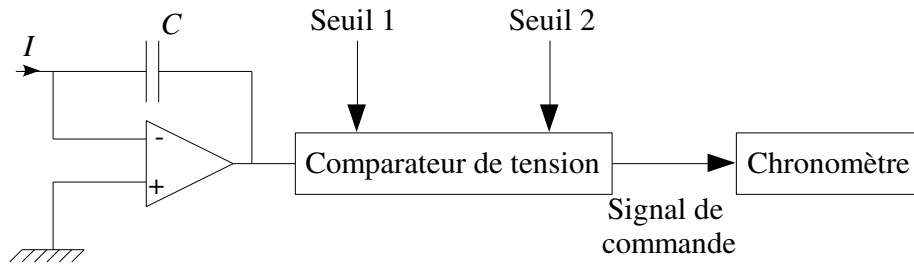 Seuil 1
Seuil 2
I
C
-
+
Comparateur de tension
Chronomètre
Signal de
commande